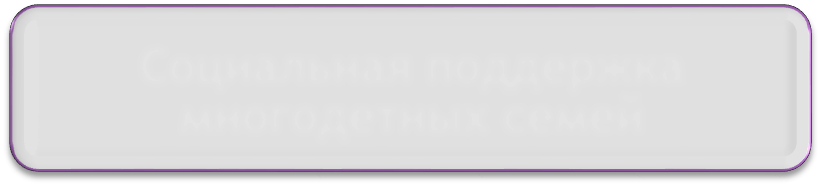 Социальная поддержка
многодетных семей